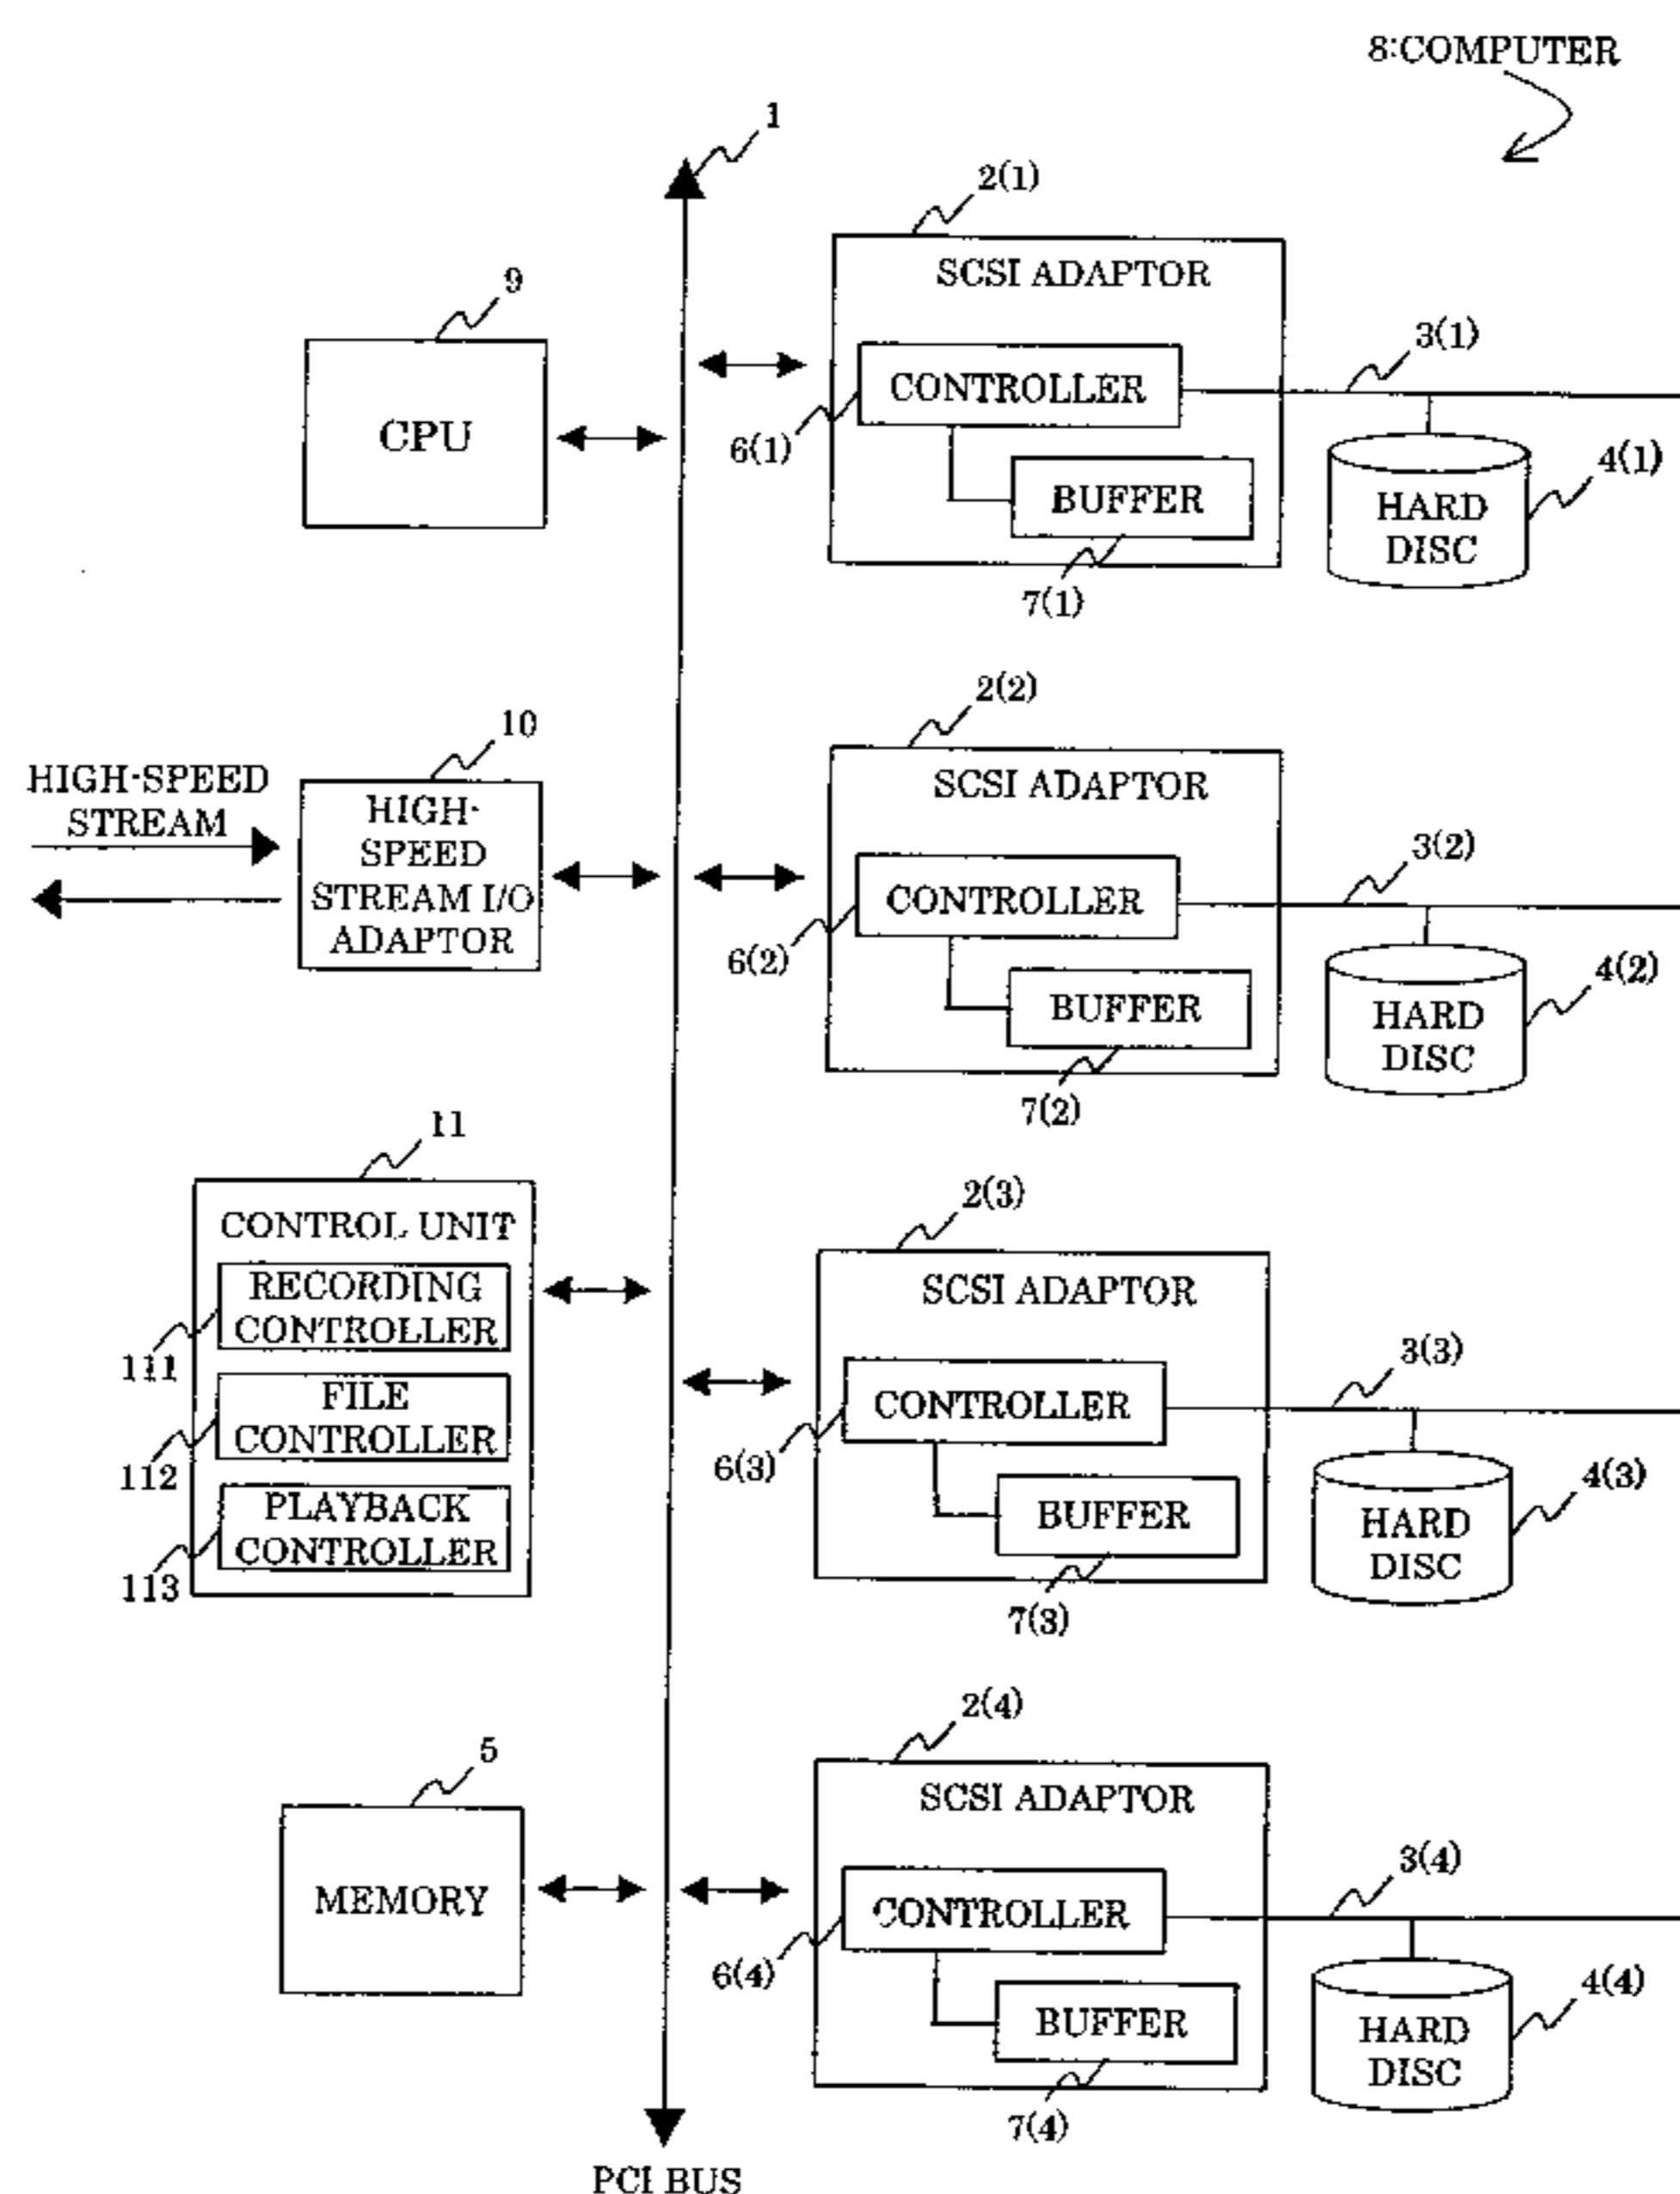 8:COMPUTER
1
2(1)
SCSI ADAPTOR
9
3(1)
CONTROLLER
CPU
6(1)
4(1)
BUFFER
HARD
DISC
7(1)
2(2)
10
HIGH-SPEED
STREAM
SCSI ADAPTOR
HIGH-
SPEED
STREAM I/O
ADAPTOR
3(2)
CONTROLLER
6(2)
4(2)
BUFFER
HARD
DISC
7(2)
11
2(3)
CONTROL UNIT
RECORDING
CONTROLLER
111
FILE
CONTROLLER
112
PLAYBACK
CONTROLLER
113
SCSI ADAPTOR
3(3)
CONTROLLER
6(3)
4(3)
BUFFER
HARD
DISC
7(3)
2(4)
5
SCSI ADAPTOR
3(4)
MEMORY
CONTROLLER
6(4)
4(4)
BUFFER
HARD
DISC
7(4)
PCI BUS